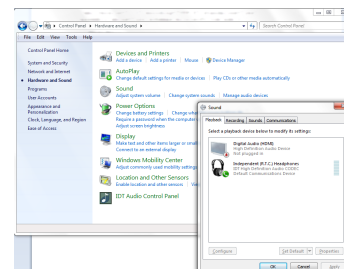 Control Panel ▸ Hardware and Sound ▸
Search Control Panel
File Edit View Tools Help
Control Panel Home
System and Security
Network and Internet
Hardware and Sound
Programs
User Accounts
Appearance and
Personalization
Clock, Language, and Region
Ease of Access
Devices and Printers
Add a device Add a printer Mouse Device Manager
AutoPlay
Change default settings for media or devices Play CDs or other media automatically
Sound
Adjust system volume Change system sounds Manage audio devices
Power Options
Change battery settings Change what
Require a password when the computer
Adjust screen brightness
Display
Make text and other items larger or small
Connect to an external display
Windows Mobility Center
Adjust commonly used mobility settings
Location and Other Sensors
Enable location and other sensors
IDT Audio Control Panel
Sound
Playback Recording Sounds Communications
Select a playback device below to modify its settings:
Digital Audio (HDMI)
High Definition Audio Device
Not plugged in
Independent (R.T.C.) Headphones
IDT High Definition Audio CODEC
Default Communications Device
Configure Set Default Properties
OK Cancel Apply